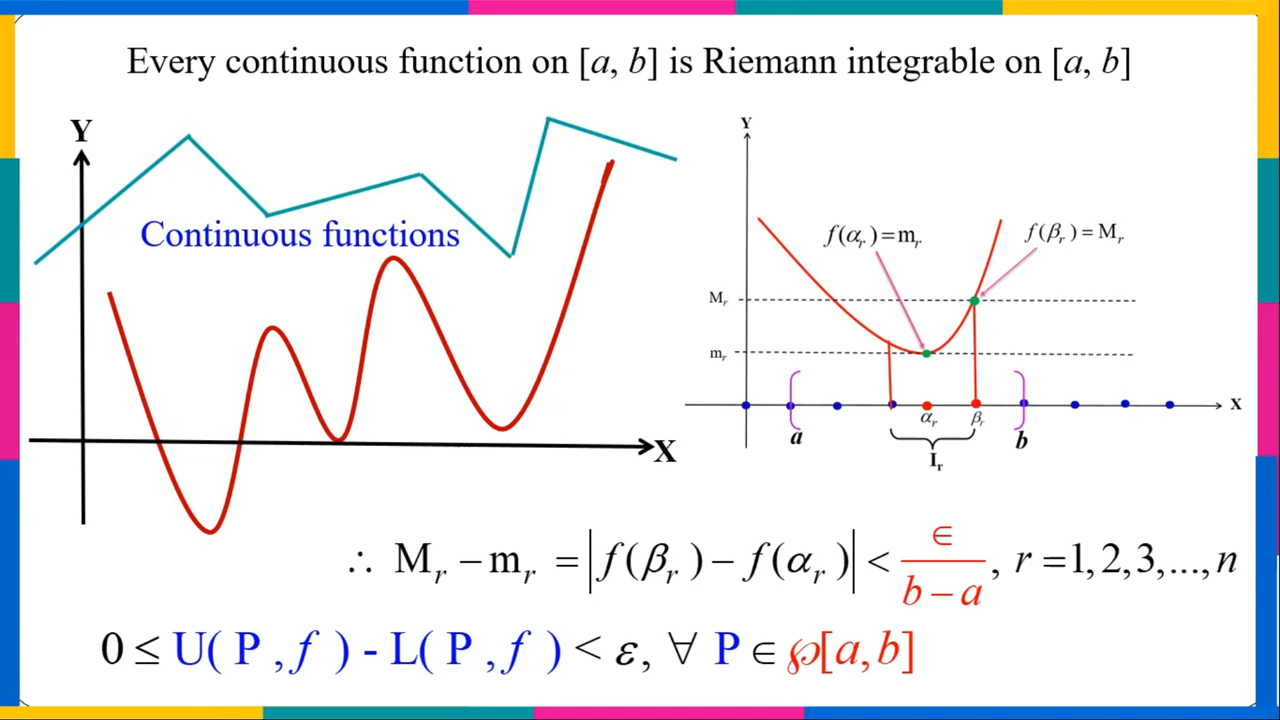 Every continuous function on [a, b] is Riemann integrable on [a, b]
Y
Continuous functions
X
Y
f(αᵣ)=mᵣ
f(βᵣ)=Mᵣ
Mᵣ
mᵣ
X
αᵣ
βᵣ
a
b
Iᵣ
∴ Mᵣ − mᵣ = |f(βᵣ) − f(αᵣ)| < ∈/(b − a), r = 1, 2, 3, ..., n
0 ≤ U( P , f ) - L( P , f ) < ε, ∀ P ∈ ℘[a, b]